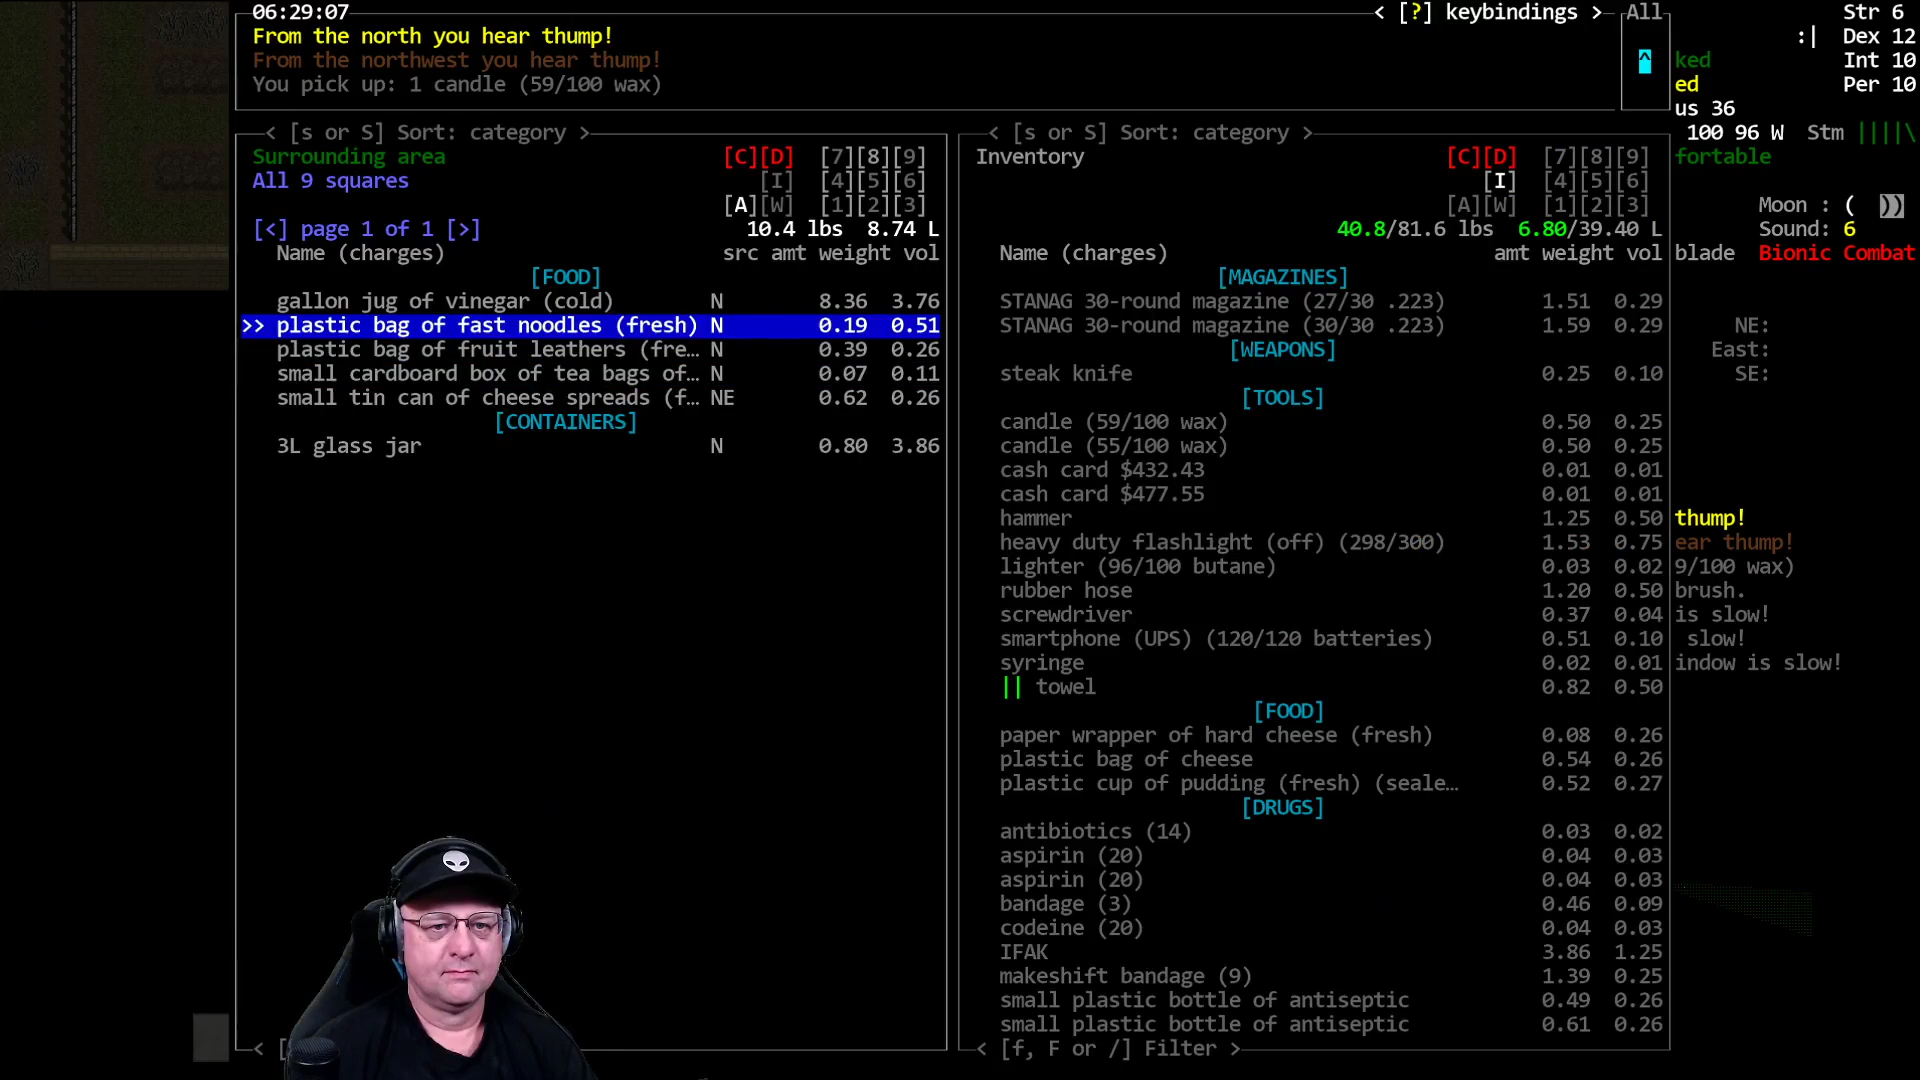 06:29:07
< [?] keybindings >
From the north you hear thump!
From the northwest you hear thump!
You pick up: 1 candle (59/100 wax)
All
^
Str 6
:| Dex 12
ked Int 10
ed Per 10
us 36
100 96 W Stm ||||\
fortable
Moon : ( ))
Sound: 6
blade Bionic Combat
NE:
East:
SE:
thump!
ear thump!
9/100 wax)
brush.
is slow!
slow!
indow is slow!
< [s or S] Sort: category >
Surrounding area [C][D] [7][8][9]
All 9 squares [I] [4][5][6]
[A][W] [1][2][3]
[<] page 1 of 1 [>] 10.4 lbs 8.74 L
Name (charges) src amt weight vol
[FOOD]
gallon jug of vinegar (cold) N 8.36 3.76
>> plastic bag of fast noodles (fresh) N 0.19 0.51
plastic bag of fruit leathers (fre… N 0.39 0.26
small cardboard box of tea bags of… N 0.07 0.11
small tin can of cheese spreads (f… NE 0.62 0.26
[CONTAINERS]
3L glass jar N 0.80 3.86
< [
< [s or S] Sort: category >
Inventory [C][D] [7][8][9]
[I] [4][5][6]
[A][W] [1][2][3]
40.8/81.6 lbs 6.80/39.40 L
Name (charges) amt weight vol
[MAGAZINES]
STANAG 30-round magazine (27/30 .223) 1.51 0.29
STANAG 30-round magazine (30/30 .223) 1.59 0.29
[WEAPONS]
steak knife 0.25 0.10
[TOOLS]
candle (59/100 wax) 0.50 0.25
candle (55/100 wax) 0.50 0.25
cash card $432.43 0.01 0.01
cash card $477.55 0.01 0.01
hammer 1.25 0.50
heavy duty flashlight (off) (298/300) 1.53 0.75
lighter (96/100 butane) 0.03 0.02
rubber hose 1.20 0.50
screwdriver 0.37 0.04
smartphone (UPS) (120/120 batteries) 0.51 0.10
syringe 0.02 0.01
|| towel 0.82 0.50
[FOOD]
paper wrapper of hard cheese (fresh) 0.08 0.26
plastic bag of cheese 0.54 0.26
plastic cup of pudding (fresh) (seale… 0.52 0.27
[DRUGS]
antibiotics (14) 0.03 0.02
aspirin (20) 0.04 0.03
aspirin (20) 0.04 0.03
bandage (3) 0.46 0.09
codeine (20) 0.04 0.03
IFAK 3.86 1.25
makeshift bandage (9) 1.39 0.25
small plastic bottle of antiseptic 0.49 0.26
small plastic bottle of antiseptic 0.61 0.26
< [f, F or /] Filter >